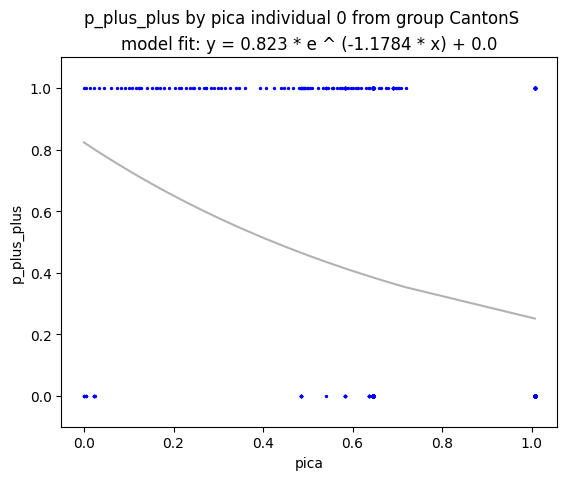 p_plus_plus by pica individual 0 from group CantonS
model fit: y = 0.823 * e ^ (-1.1784 * x) + 0.0
1.0
0.8
0.6
0.4
0.2
0.0
p_plus_plus
0.0 0.2 0.4 0.6 0.8 1.0
pica